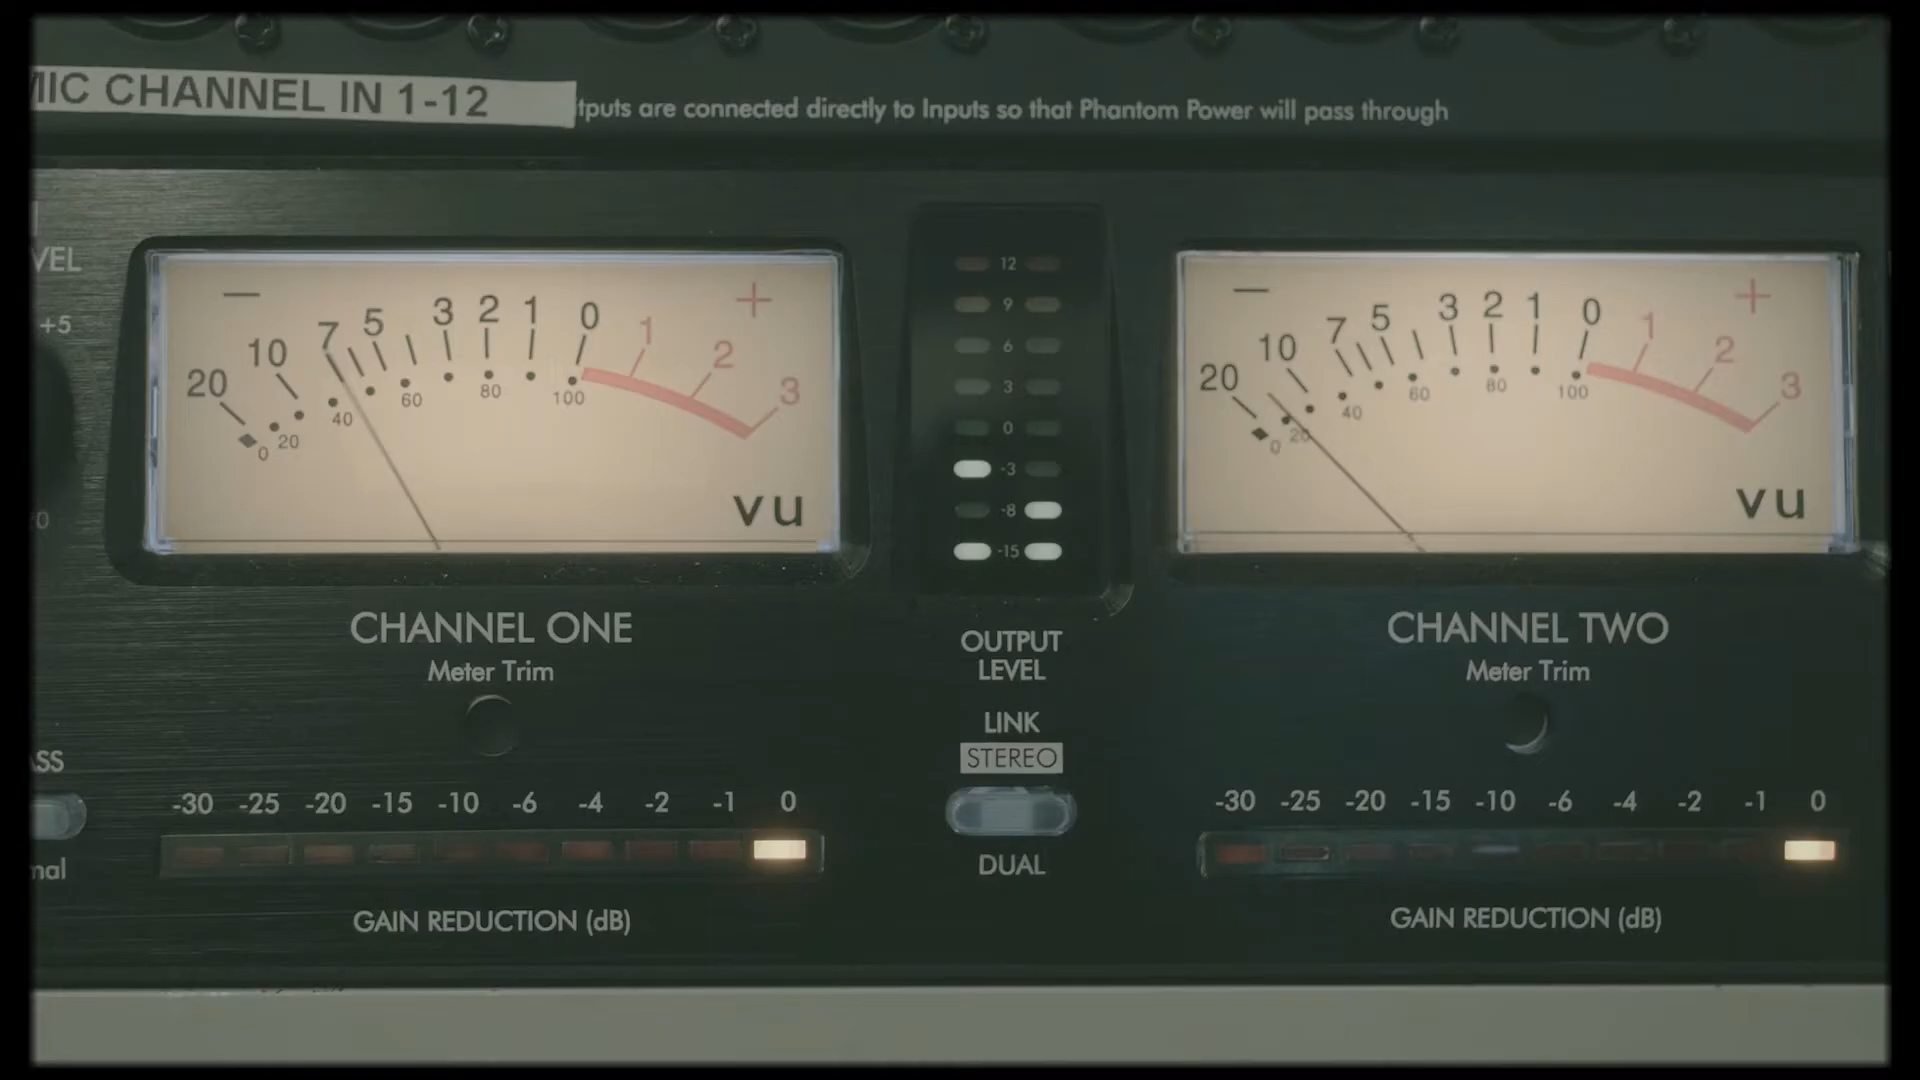 MIC CHANNEL IN 1-12
tputs are connected directly to Inputs so that Phantom Power will pass through
VEL
+5
20 10 7 5 3 2 1 0 1 2 3
0 20 40 60 80 100
VU
12
9
6
3
0
-3
-8
-15
20 10 7 5 3 2 1 0 1 2 3
0 20 40 60 80 100
VU
CHANNEL ONE
Meter Trim
OUTPUT
LEVEL
LINK
STEREO
DUAL
CHANNEL TWO
Meter Trim
ASS
mal
-30 -25 -20 -15 -10 -6 -4 -2 -1 0
GAIN REDUCTION (dB)
-30 -25 -20 -15 -10 -6 -4 -2 -1 0
GAIN REDUCTION (dB)